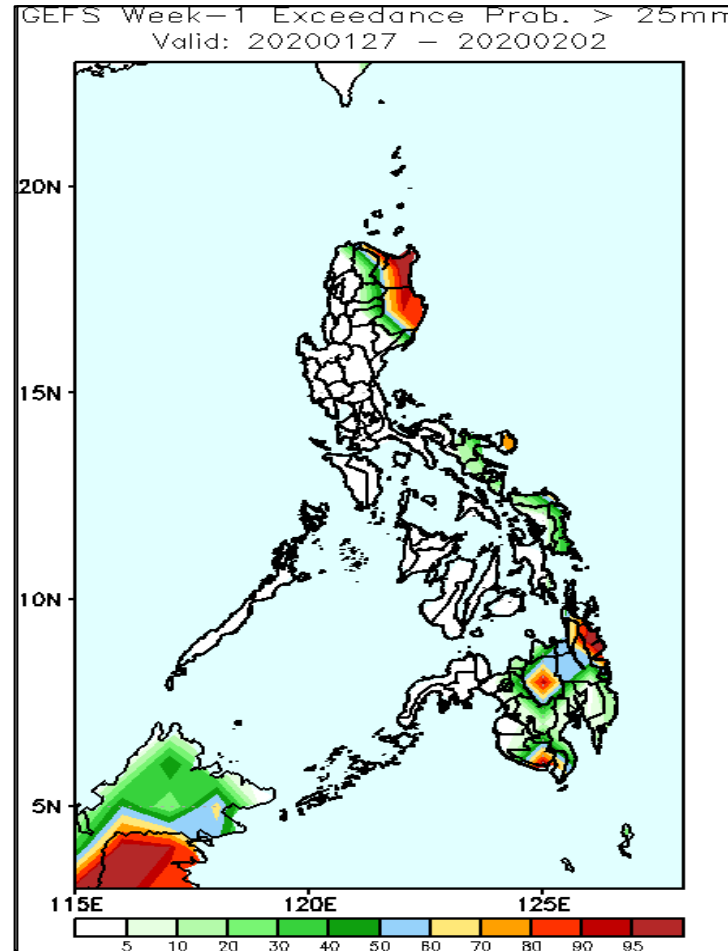 GEFS Week-1 Exceedance Prob. > 25mm
Valid: 20200127 - 20200202
20N
15N
10N
5N
115E 120E 125E
5 10 20 30 40 50 60 70 80 90 95